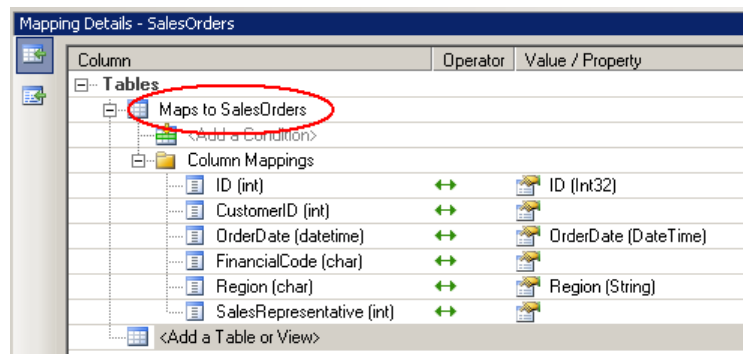 Mapping Details - SalesOrders
Column Operator Value / Property
Tables
Maps to SalesOrders
<Add a Condition>
Column Mappings
ID (int) ID (Int32)
CustomerID (int)
OrderDate (datetime) OrderDate (DateTime)
FinancialCode (char)
Region (char) Region (String)
SalesRepresentative (int)
<Add a Table or View>